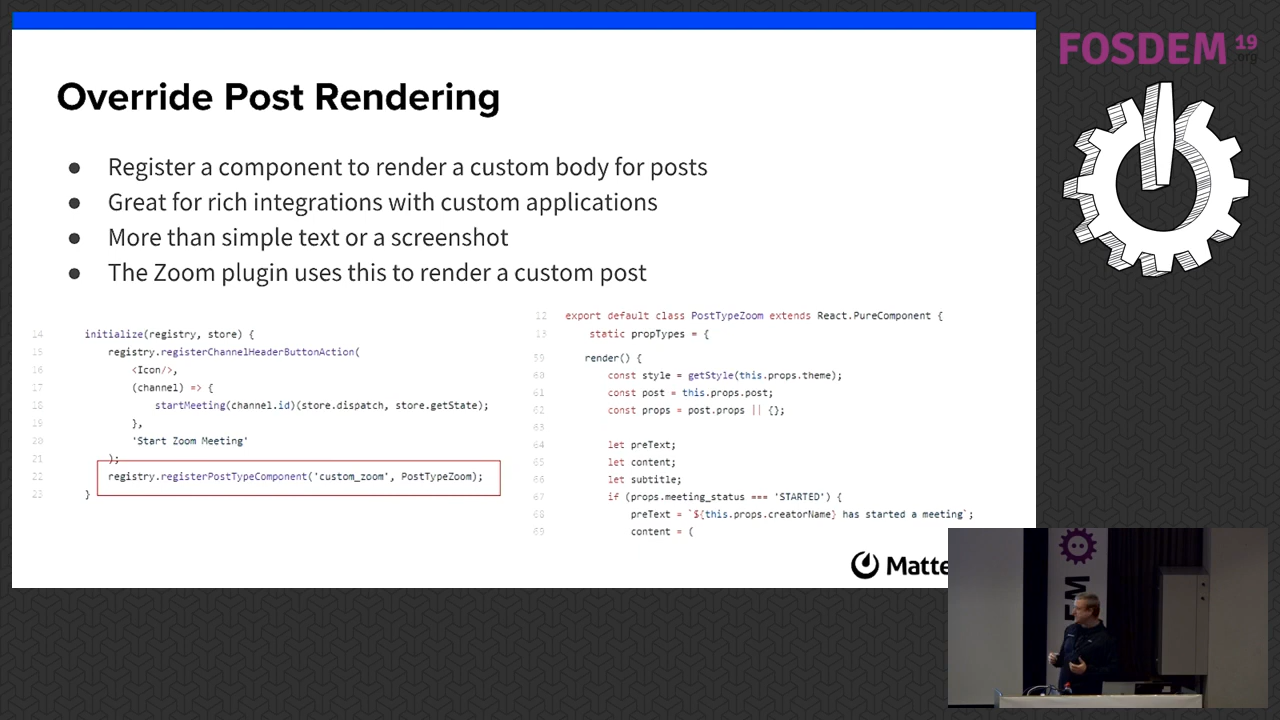 Override Post Rendering
● Register a component to render a custom body for posts
● Great for rich integrations with custom applications
● More than simple text or a screenshot
● The Zoom plugin uses this to render a custom post
14 initialize(registry, store) {
15 registry.registerChannelHeaderButtonAction(
16 <Icon/>,
17 (channel) => {
18 startMeeting(channel.id)(store.dispatch, store.getState);
19 },
20 'Start Zoom Meeting'
21 );
22 registry.registerPostTypeComponent('custom_zoom', PostTypeZoom);
23 }
12 export default class PostTypeZoom extends React.PureComponent {
13 static propTypes = {
59 render() {
60 const style = getStyle(this.props.theme);
61 const post = this.props.post;
62 const props = post.props || {};
63
64 let preText;
65 let content;
66 let subtitle;
67 if (props.meeting_status === 'STARTED') {
68 preText = `${this.props.creatorName} has started a meeting`;
69 content = (
Matte
FOSDEM 19
.org
EM